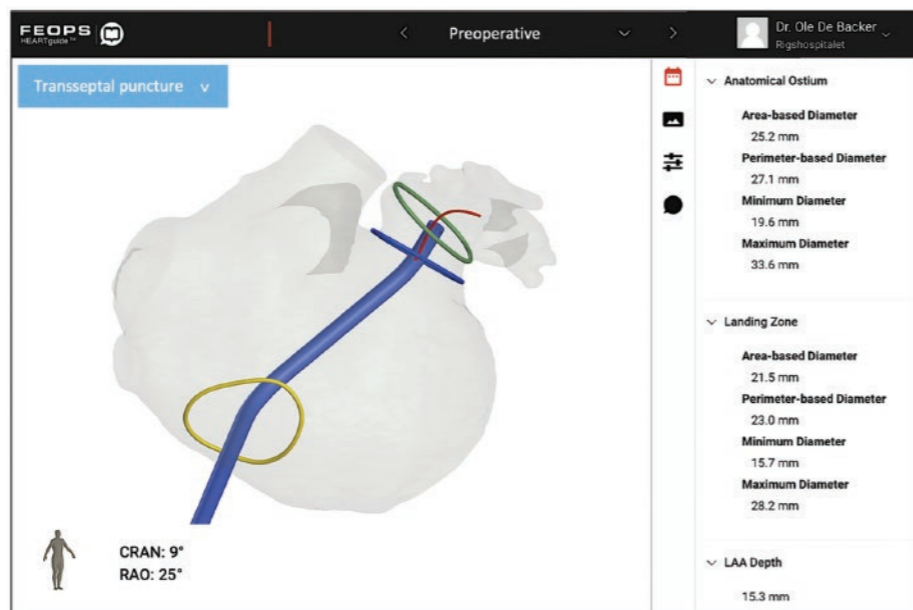 FEOPS
HEARTguide™
Preoperative
Dr. Ole De Backer
Rigshospitalet
Transseptal puncture
Anatomical Ostium
Area-based Diameter
25.2 mm
Perimeter-based Diameter
27.1 mm
Minimum Diameter
19.6 mm
Maximum Diameter
33.6 mm
Landing Zone
Area-based Diameter
21.5 mm
Perimeter-based Diameter
23.0 mm
Minimum Diameter
15.7 mm
Maximum Diameter
28.2 mm
LAA Depth
15.3 mm
CRAN: 9°
RAO: 25°